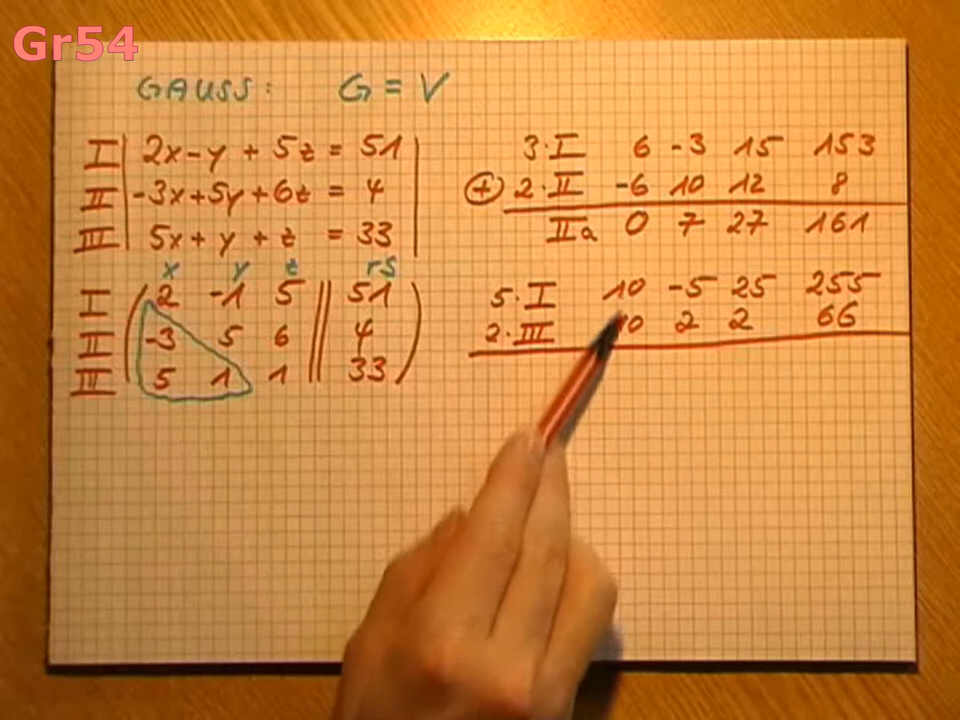 Gr54
GAUSS: G = V
I 2x - y + 5z = 51
II -3x + 5y + 6z = 4
III 5x + y + z = 33
x y z rS
I 2 -1 5 51
II -3 5 6 4
III 5 1 1 33
3·I 6 -3 15 153
+ 2·II -6 10 12 8
IIa 0 7 27 161
5·I 10 -5 25 255
2·III 10 2 2 66